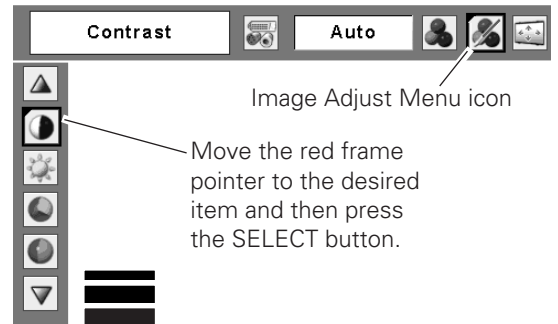 Contrast
Auto
Image Adjust Menu icon
Move the red frame
pointer to the desired
item and then press
the SELECT button.